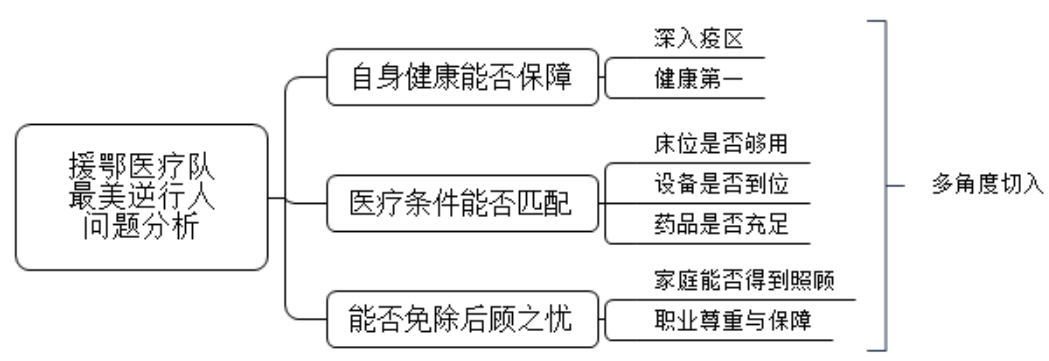 援鄂医疗队
最美逆行人
问题分析
自身健康能否保障
深入疫区
健康第一
医疗条件能否匹配
床位是否够用
设备是否到位
药品是否充足
能否免除后顾之忧
家庭能否得到照顾
职业尊重与保障
多角度切入